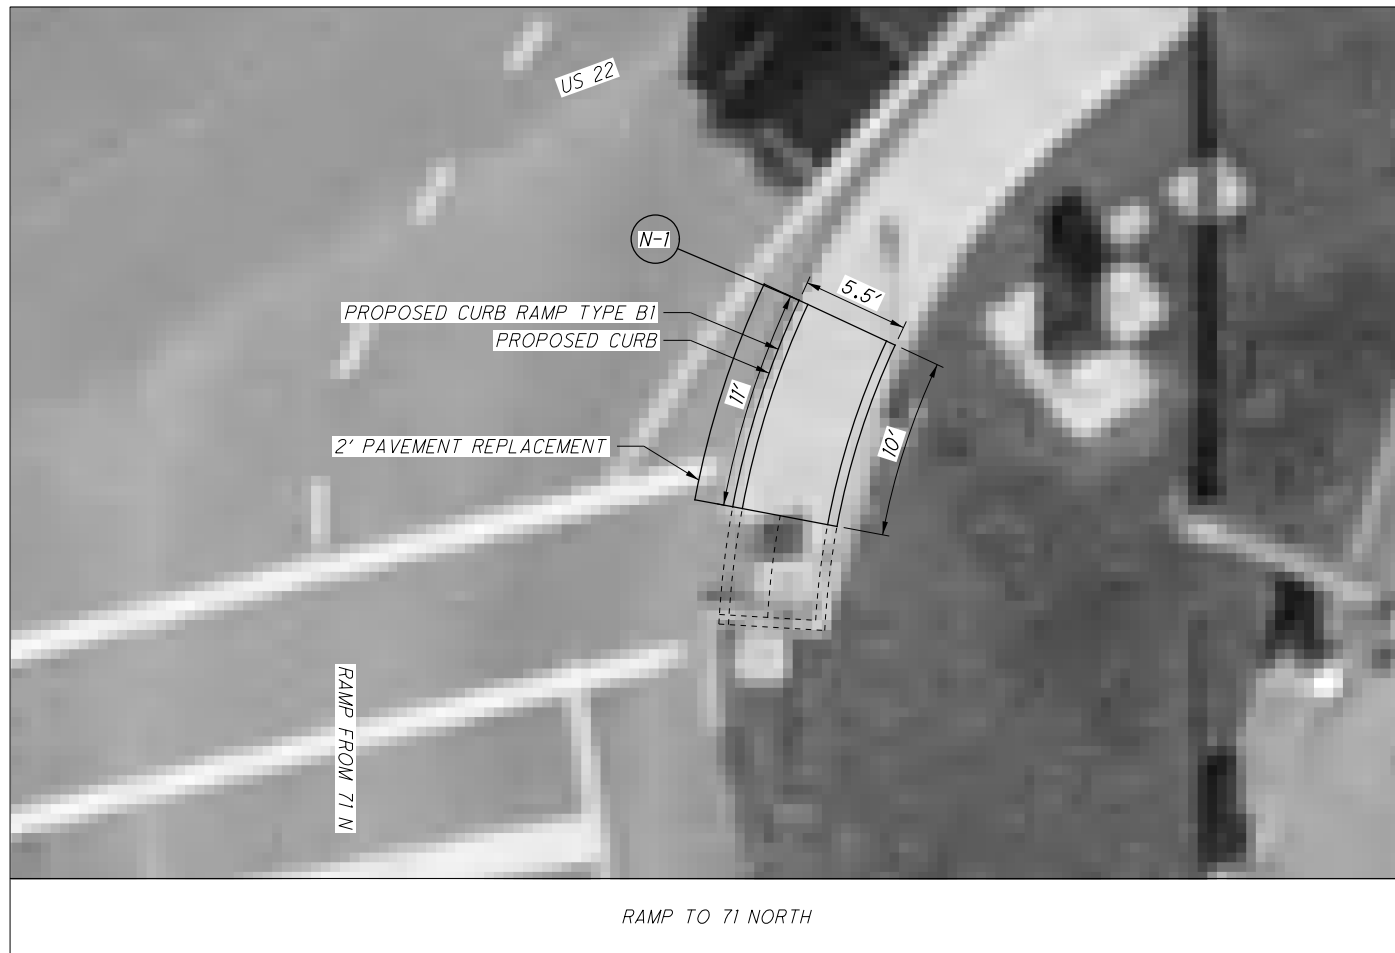 US 22
N-1
5.5'
PROPOSED CURB RAMP TYPE B1
PROPOSED CURB
11'
2' PAVEMENT REPLACEMENT
10'
RAMP FROM 71 N
RAMP TO 71 NORTH